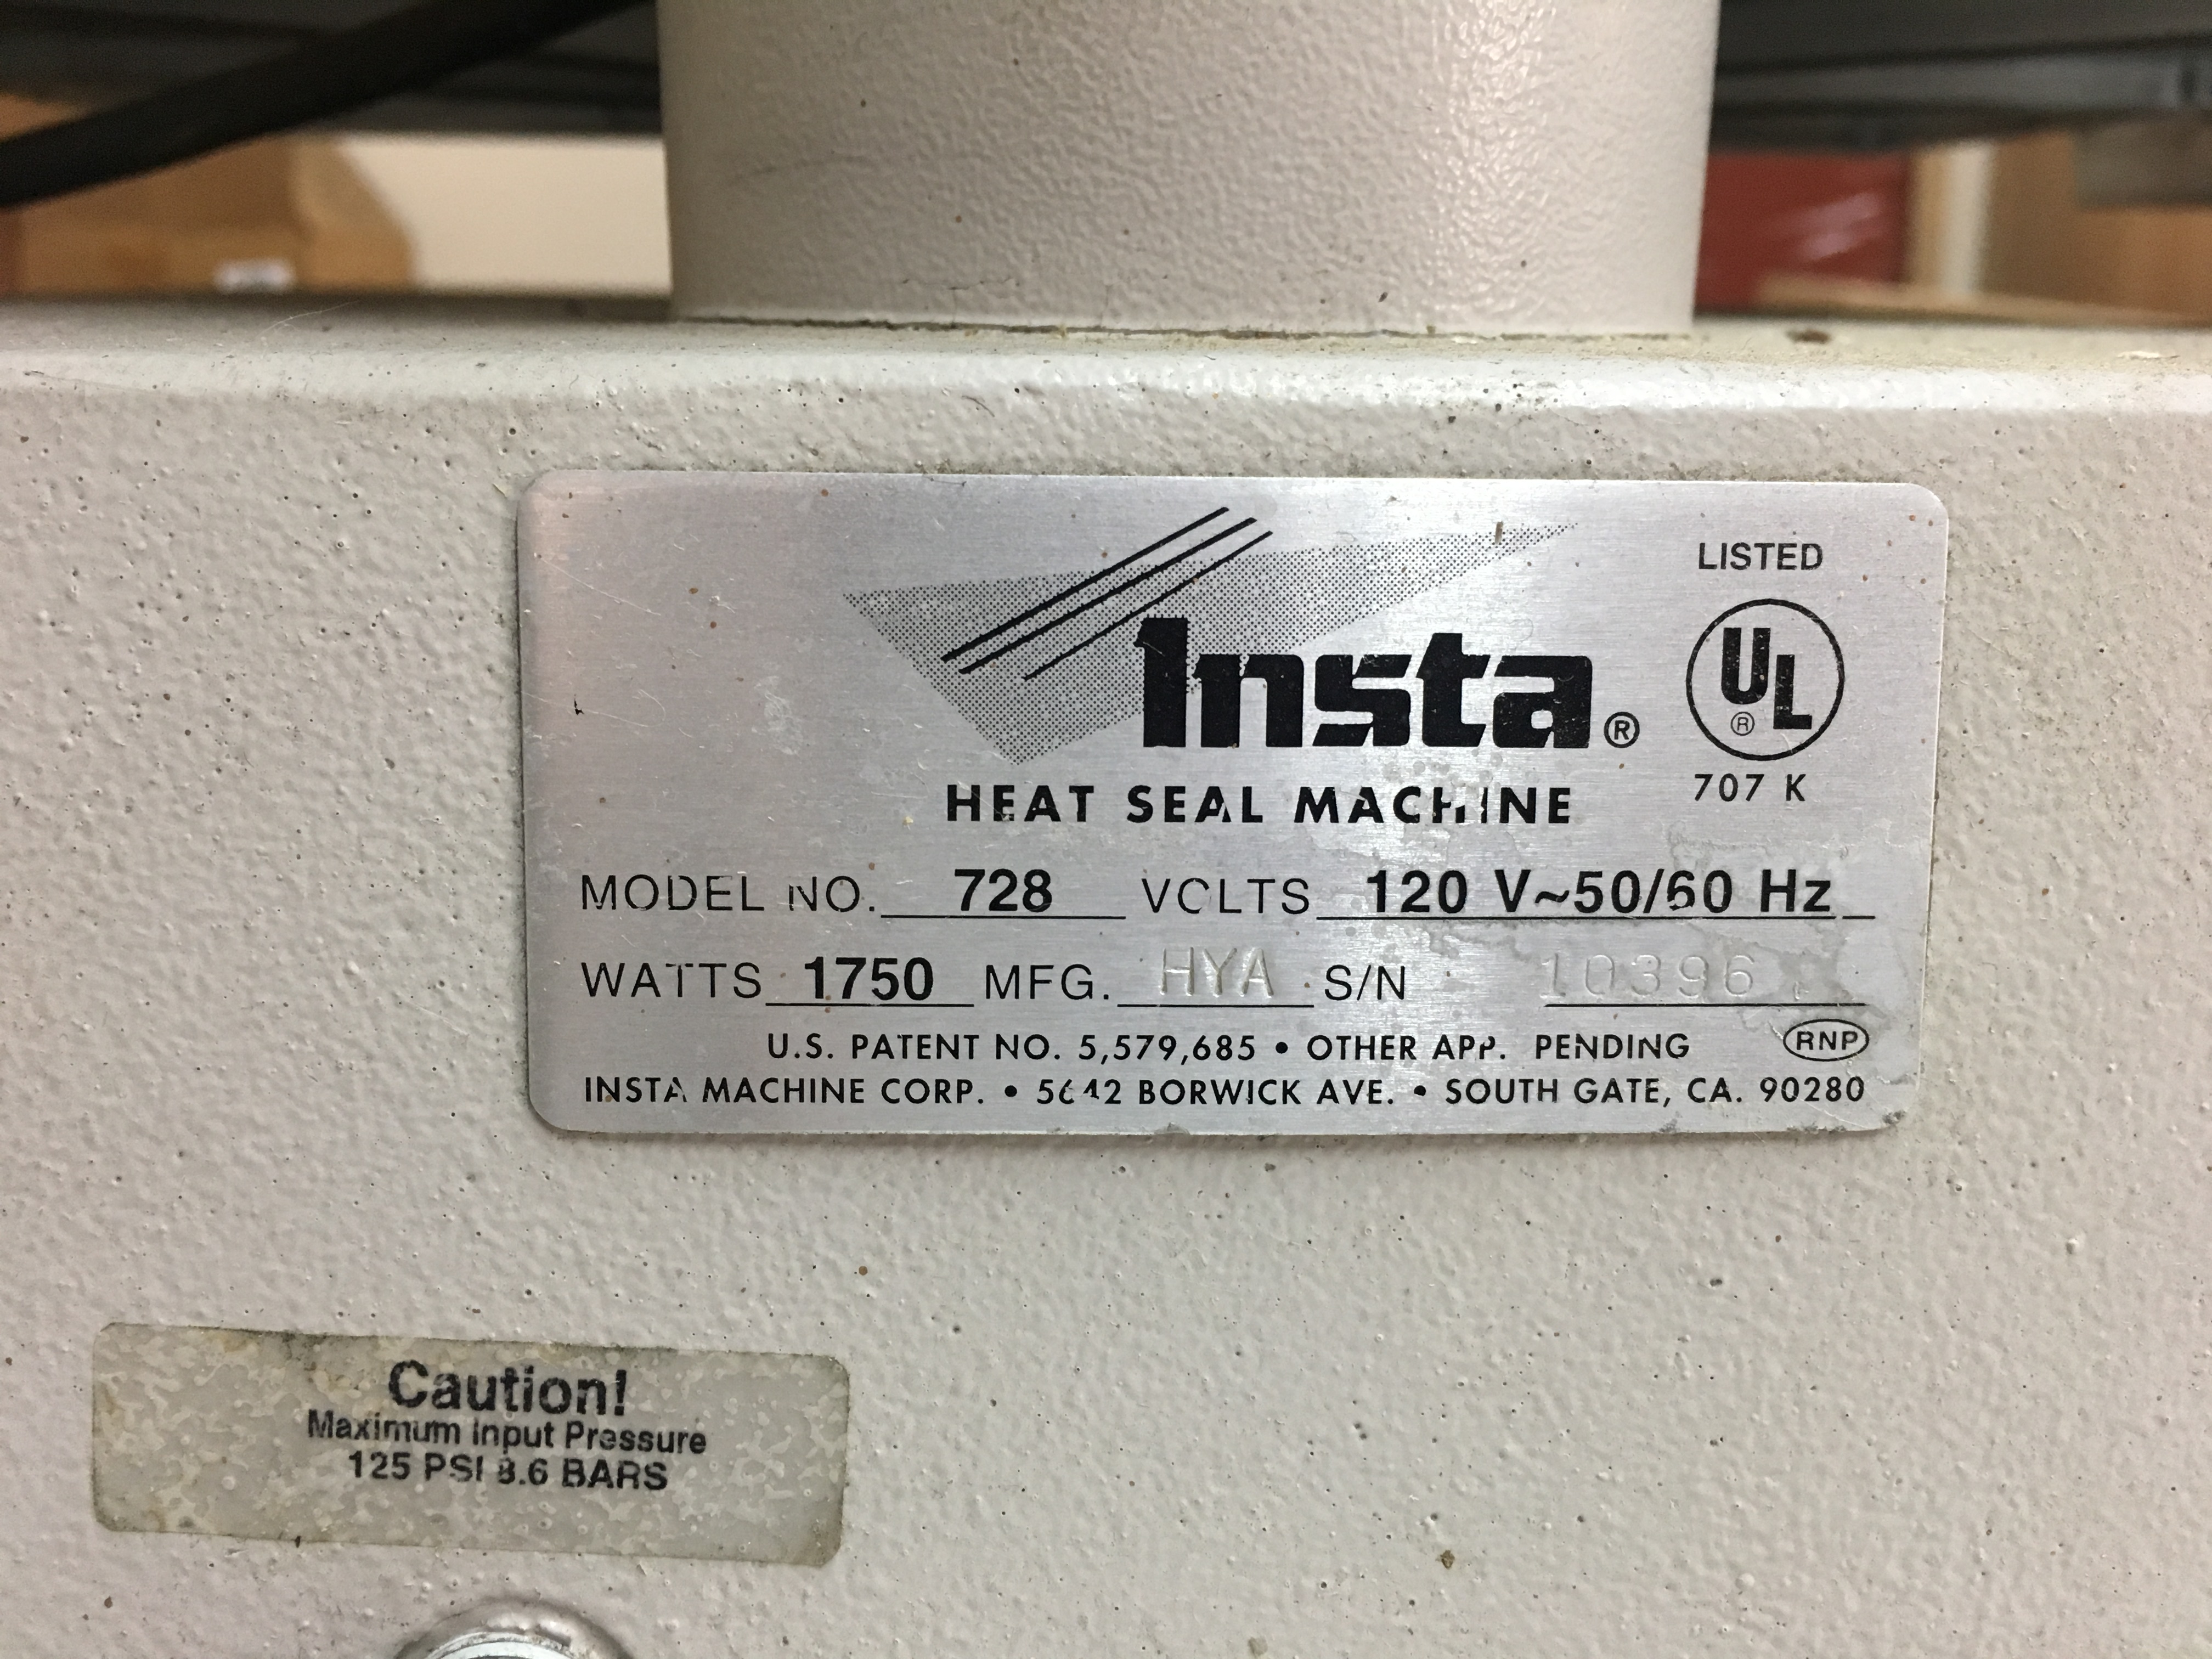 LISTED
UL®
Insta®
707 K
HEAT SEAL MACHINE
MODEL NO. 728 VOLTS 120 V~50/60 Hz
WATTS 1750 MFG. HYA S/N 10396
U.S. PATENT NO. 5,579,685 • OTHER APP. PENDING RNP
INSTA MACHINE CORP. • 5642 BORWICK AVE. • SOUTH GATE, CA. 90280
Caution!
Maximum Input Pressure
125 PSI 8.6 BARS